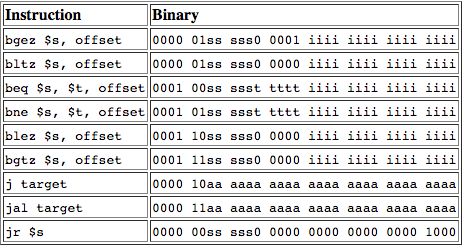 Instruction Binary
bgez $s, offset 0000 01ss sss0 0001 iiii iiii iiii iiii
bltz $s, offset 0000 01ss sss0 0000 iiii iiii iiii iiii
beq $s, $t, offset 0001 00ss ssst tttt iiii iiii iiii iiii
bne $s, $t, offset 0001 01ss ssst tttt iiii iiii iiii iiii
blez $s, offset 0001 10ss sss0 0000 iiii iiii iiii iiii
bgtz $s, offset 0001 11ss sss0 0000 iiii iiii iiii iiii
j target 0000 10aa aaaa aaaa aaaa aaaa aaaa aaaa
jal target 0000 11aa aaaa aaaa aaaa aaaa aaaa aaaa
jr $s 0000 00ss sss0 0000 0000 0000 0000 1000